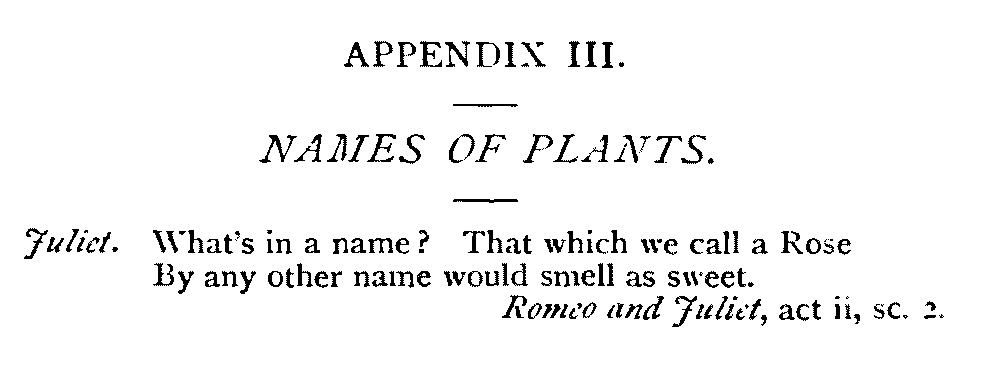 APPENDIX III.
NAMES OF PLANTS.
Juliet. What's in a name? That which we call a Rose
By any other name would smell as sweet.
Romeo and Juliet, act ii, sc. 2.